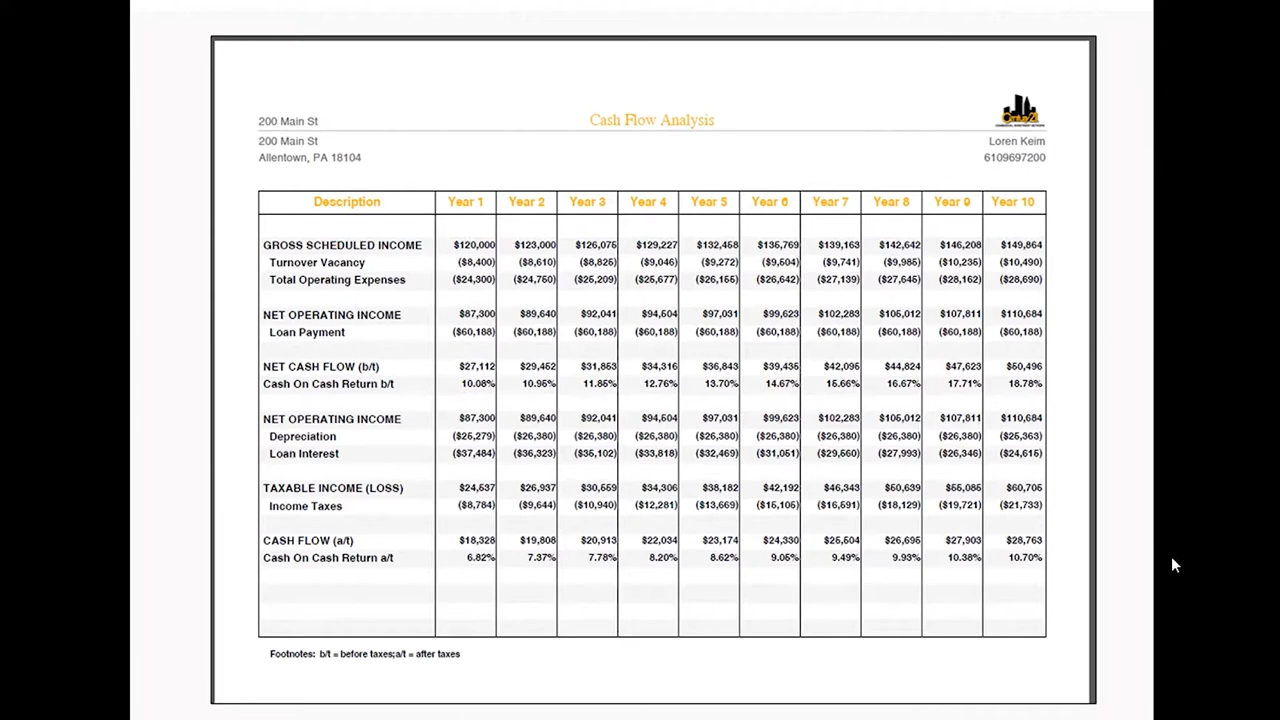 200 Main St
Cash Flow Analysis
Century 21
200 Main St
Loren Keim
Allentown, PA 18104
6109697200
Description Year 1 Year 2 Year 3 Year 4 Year 5 Year 6 Year 7 Year 8 Year 9 Year 10
GROSS SCHEDULED INCOME $120,000 $123,000 $126,075 $129,227 $132,458 $135,769 $139,163 $142,642 $146,208 $149,864
Turnover Vacancy ($8,400) ($8,610) ($8,825) ($9,046) ($9,272) ($9,504) ($9,741) ($9,985) ($10,235) ($10,490)
Total Operating Expenses ($24,300) ($24,750) ($25,209) ($25,677) ($26,155) ($26,642) ($27,139) ($27,645) ($28,162) ($28,690)
NET OPERATING INCOME $87,300 $89,640 $92,041 $94,504 $97,031 $99,623 $102,283 $105,012 $107,811 $110,684
Loan Payment ($60,188) ($60,188) ($60,188) ($60,188) ($60,188) ($60,188) ($60,188) ($60,188) ($60,188) ($60,188)
NET CASH FLOW (b/t) $27,112 $29,452 $31,853 $34,316 $36,843 $39,435 $42,095 $44,824 $47,623 $50,496
Cash On Cash Return b/t 10.08% 10.95% 11.85% 12.76% 13.70% 14.67% 15.66% 16.67% 17.71% 18.78%
NET OPERATING INCOME $87,300 $89,640 $92,041 $94,504 $97,031 $99,623 $102,283 $105,012 $107,811 $110,684
Depreciation ($25,279) ($26,380) ($26,380) ($26,380) ($26,380) ($26,380) ($26,380) ($26,380) ($26,380) ($25,363)
Loan Interest ($37,484) ($36,323) ($35,102) ($33,818) ($32,469) ($31,051) ($29,560) ($27,993) ($26,346) ($24,615)
TAXABLE INCOME (LOSS) $24,537 $26,937 $30,559 $34,306 $38,182 $42,192 $46,343 $50,639 $55,085 $60,705
Income Taxes ($8,784) ($9,644) ($10,940) ($12,281) ($13,669) ($15,105) ($16,591) ($18,129) ($19,721) ($21,733)
CASH FLOW (a/t) $18,328 $19,808 $20,913 $22,034 $23,174 $24,330 $25,504 $26,695 $27,903 $28,763
Cash On Cash Return a/t 6.82% 7.37% 7.78% 8.20% 8.62% 9.05% 9.49% 9.93% 10.38% 10.70%
Footnotes: b/t = before taxes;a/t = after taxes